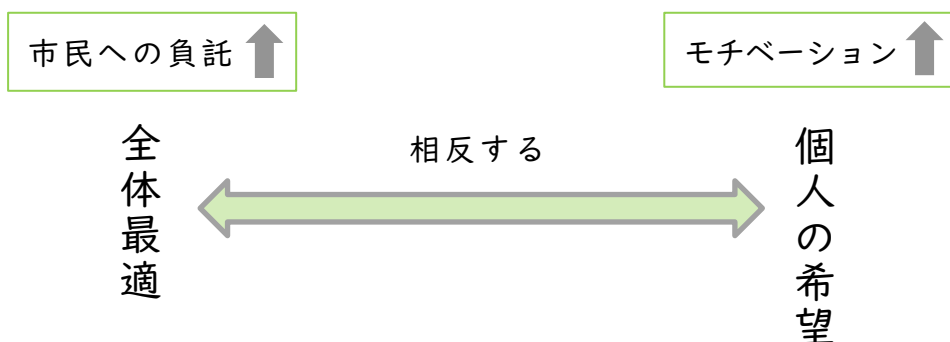 市民への負託
モチベーション
相反する
全体最適
個人の希望